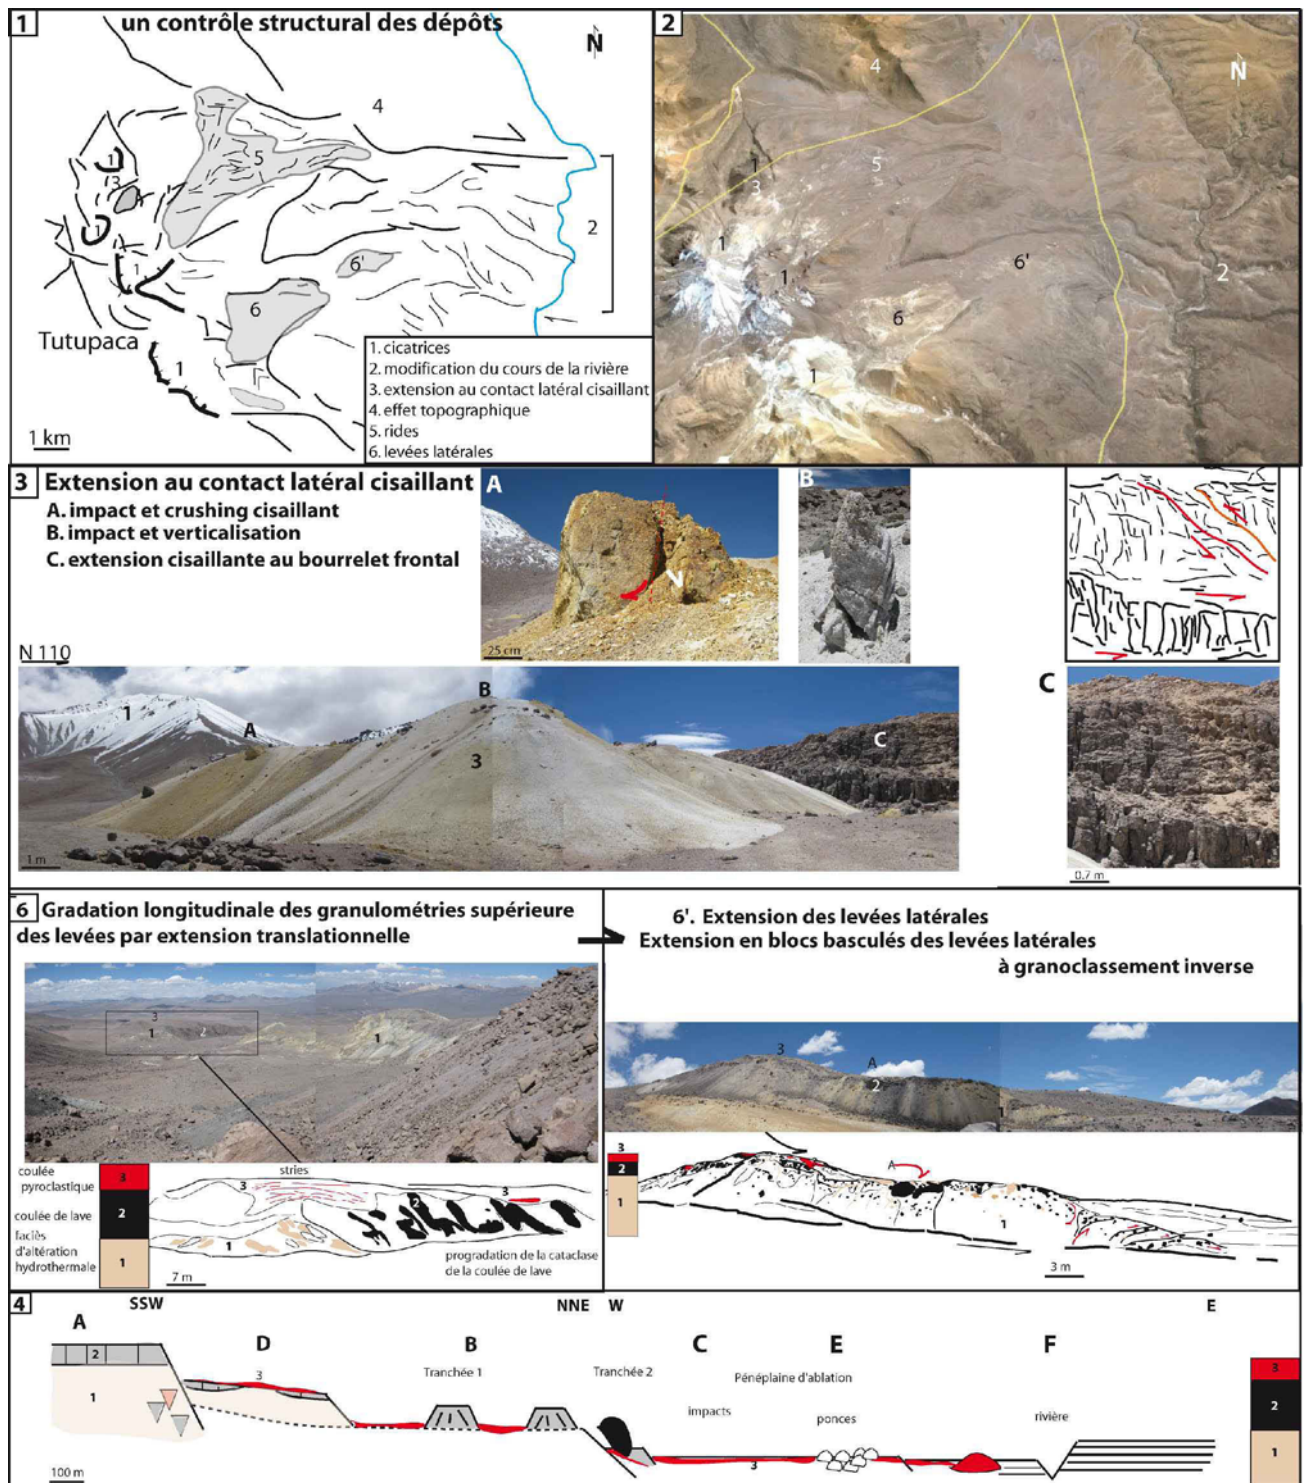 1 un contrôle structural des dépôts
N
4
5
1
3
1
1
2
6'
6
Tutupaca
1
1 km
1. cicatrices
2. modification du cours de la rivière
3. extension au contact latéral cisaillant
4. effet topographique
5. rides
6. levées latérales
2
4
N
1
5
3
1
1
6'
2
6
1
3 Extension au contact latéral cisaillant
A. impact et crushing cisaillant
B. impact et verticalisation
C. extension cisaillante au bourrelet frontal
A
25 cm
B
N 110
1
A
B
3
C
1 m
C
0.7 m
6 Gradation longitudinale des granulométries supérieure
des levées par extension translationnelle
3
1
2
1
coulée
pyroclastique
3
coulée de lave
2
faciès
d'altération
hydrothermale
1
stries
3
2
3
1
progradation de la cataclase
de la coulée de lave
7 m
6'. Extension des levées latérales
Extension en blocs basculés des levées latérales
à granoclassement inverse
3
A
2
1
3
2
1
A
1
3 m
4
SSW
NNE
W
E
A
D
B
C
E
F
2
3
Tranchée 1
Tranchée 2
Pénéplaine d'ablation
1
impacts
ponces
rivière
3
100 m
3
2
1